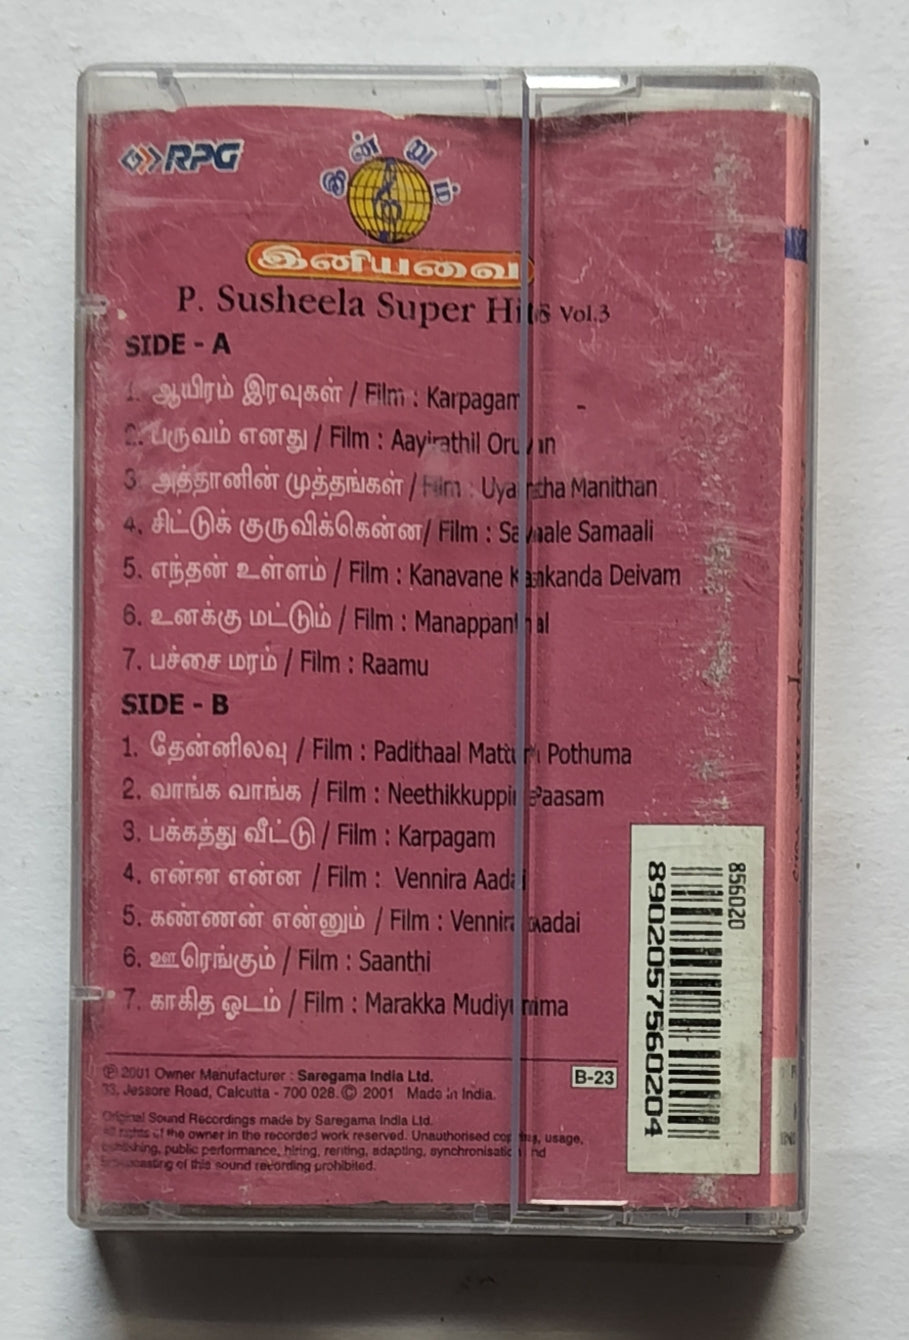 RPG
இன்றும்
இனியவை
P. Susheela Super Hits Vol.3
SIDE - A
1. ஆயிரம் இரவுகள் / Film : Karpagam
2. பருவம் எனது / Film : Aayirathil Oruvan
3. அத்தானின் முத்தங்கள் / Film : Uyarntha Manithan
4. சிட்டுக் குருவிக்கென்ன/ Film : Savaale Samaali
5. எந்தன் உள்ளம் / Film : Kanavane Kankanda Deivam
6. உனக்கு மட்டும் / Film : Manappanthal
7. பச்சை மரம் / Film : Raamu
SIDE - B
1. தேன்னிலவு / Film : Padithaal Mattum Pothuma
2. வாங்க வாங்க / Film : Neethikkuppin Paasam
3. பக்கத்து வீட்டு / Film : Karpagam
4. என்ன என்ன / Film : Vennira Aadai
5. கண்ணன் என்னும் / Film : Vennira Aadai
6. ஊரெங்கும் / Film : Saanthi
7. காகித ஓடம் / Film : Marakka Mudiyuma
℗ 2001 Owner Manufacturer : Saregama India Ltd.
33, Jessore Road, Calcutta - 700 028. © 2001 Made in India.
B-23
Original Sound Recordings made by Saregama India Ltd.
All rights of the owner in the recorded work reserved. Unauthorised copying, usage,
publishing, public performance, hiring, renting, adapting, synchronisation and
broadcasting of this sound recording prohibited.
856020
8902057560204